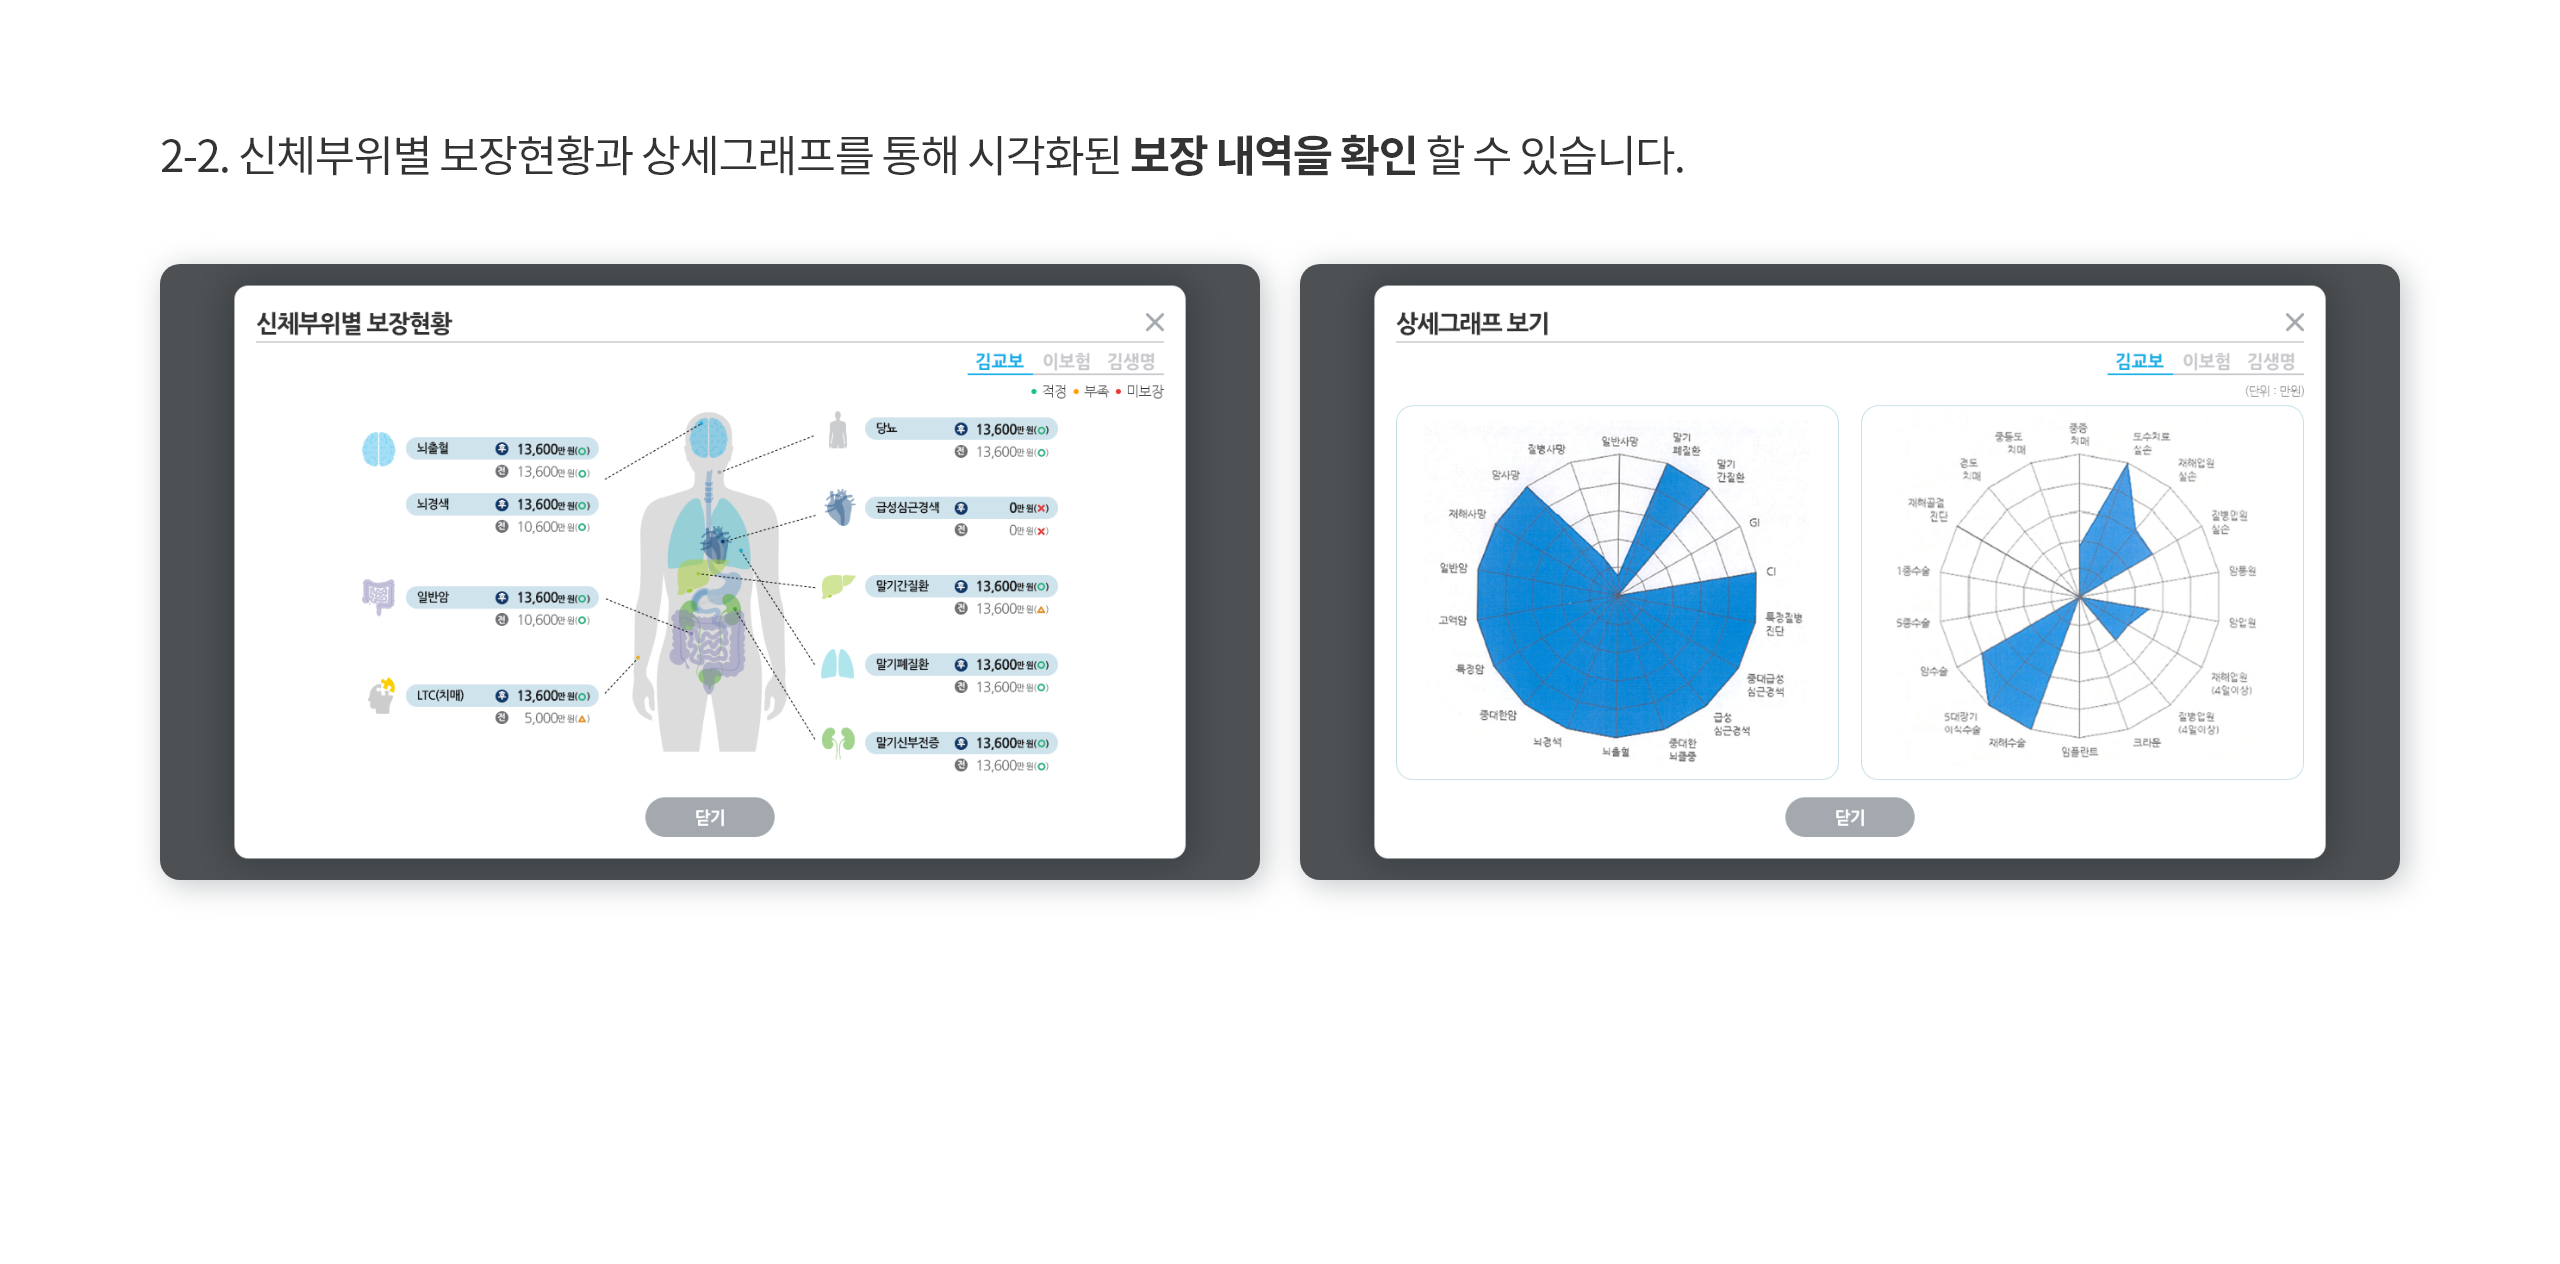 2-2. 신체부위별 보장현황과 상세그래프를 통해 시각화된 보장 내역을 확인 할 수 있습니다.
신체부위별 보장현황
김교보 이보험 김생명
적정 부족 미보장
뇌출혈 후 13,600만 원(○)
전 13,600만 원(○)
뇌경색 후 13,600만 원(○)
전 10,600만 원(○)
일반암 후 13,600만 원(○)
전 10,600만 원(○)
LTC(치매) 후 13,600만 원(○)
전 5,000만 원(△)
당뇨 후 13,600만 원(○)
전 13,600만 원(○)
급성심근경색 후 0만 원(×)
전 0만 원(×)
말기간질환 후 13,600만 원(○)
전 13,600만 원(△)
말기폐질환 후 13,600만 원(○)
전 13,600만 원(○)
말기신부전증 후 13,600만 원(○)
전 13,600만 원(○)
닫기
상세그래프 보기
김교보 이보험 김생명
(단위 : 만원)
일반사망
말기
폐질환
말기
간질환
GI
CI
특정질병
진단
중대급성
심근경색
급성
심근경색
중대한
뇌졸중
뇌출혈
뇌경색
중대한암
특정암
고액암
일반암
재해사망
암사망
질병사망
중증
치매
도수치료
실손
재해입원
실손
질병입원
실손
암통원
암입원
재해입원
(4일이상)
질병입원
(4일이상)
크라운
임플란트
재해수술
5대장기
이식수술
암수술
5종수술
1종수술
재해골절
진단
경도
치매
중등도
치매
닫기